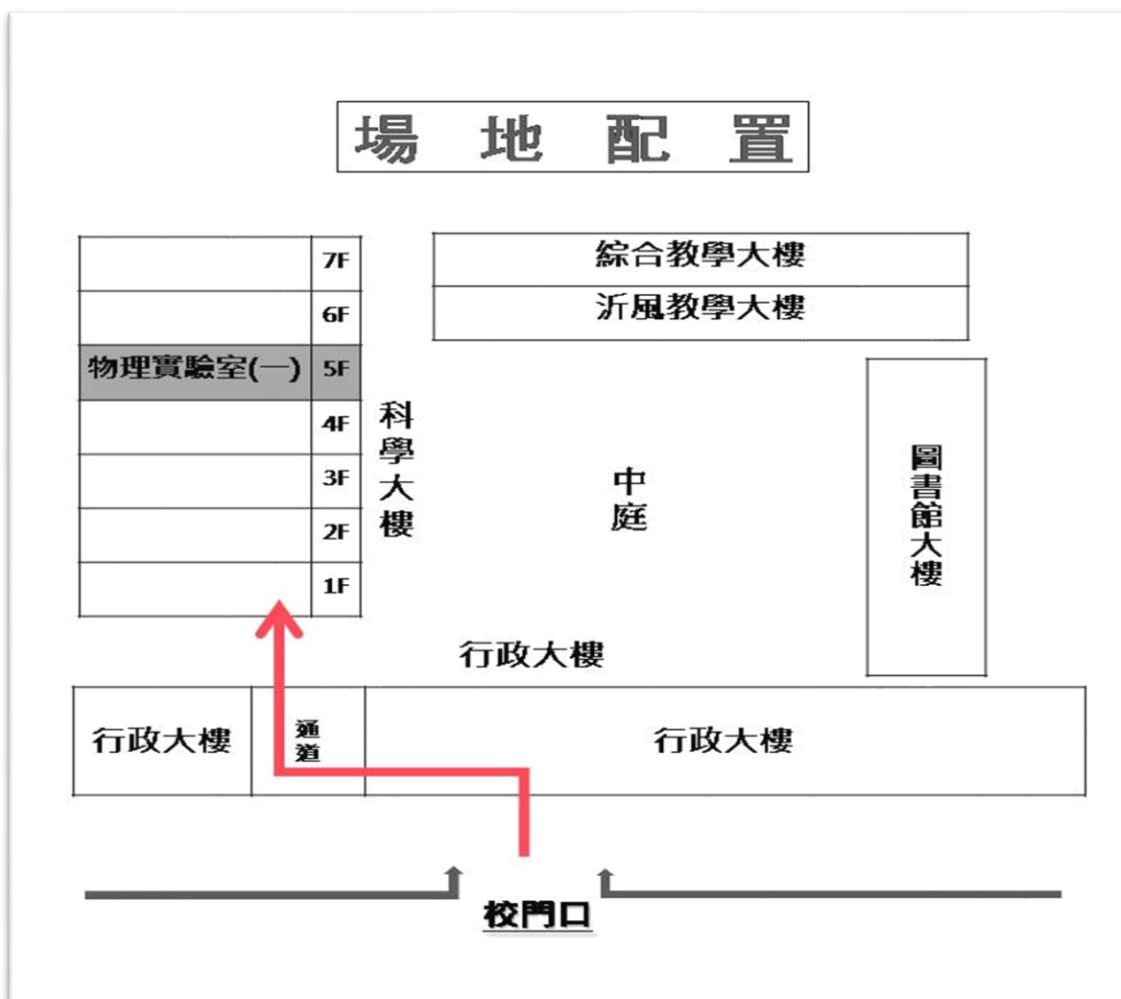 場地配置
7F
綜合教學大樓
6F
沂風教學大樓
物理實驗室(一) 5F
4F
3F
2F
1F
科學大樓
中庭
圖書館大樓
行政大樓
行政大樓
通道
行政大樓
校門口